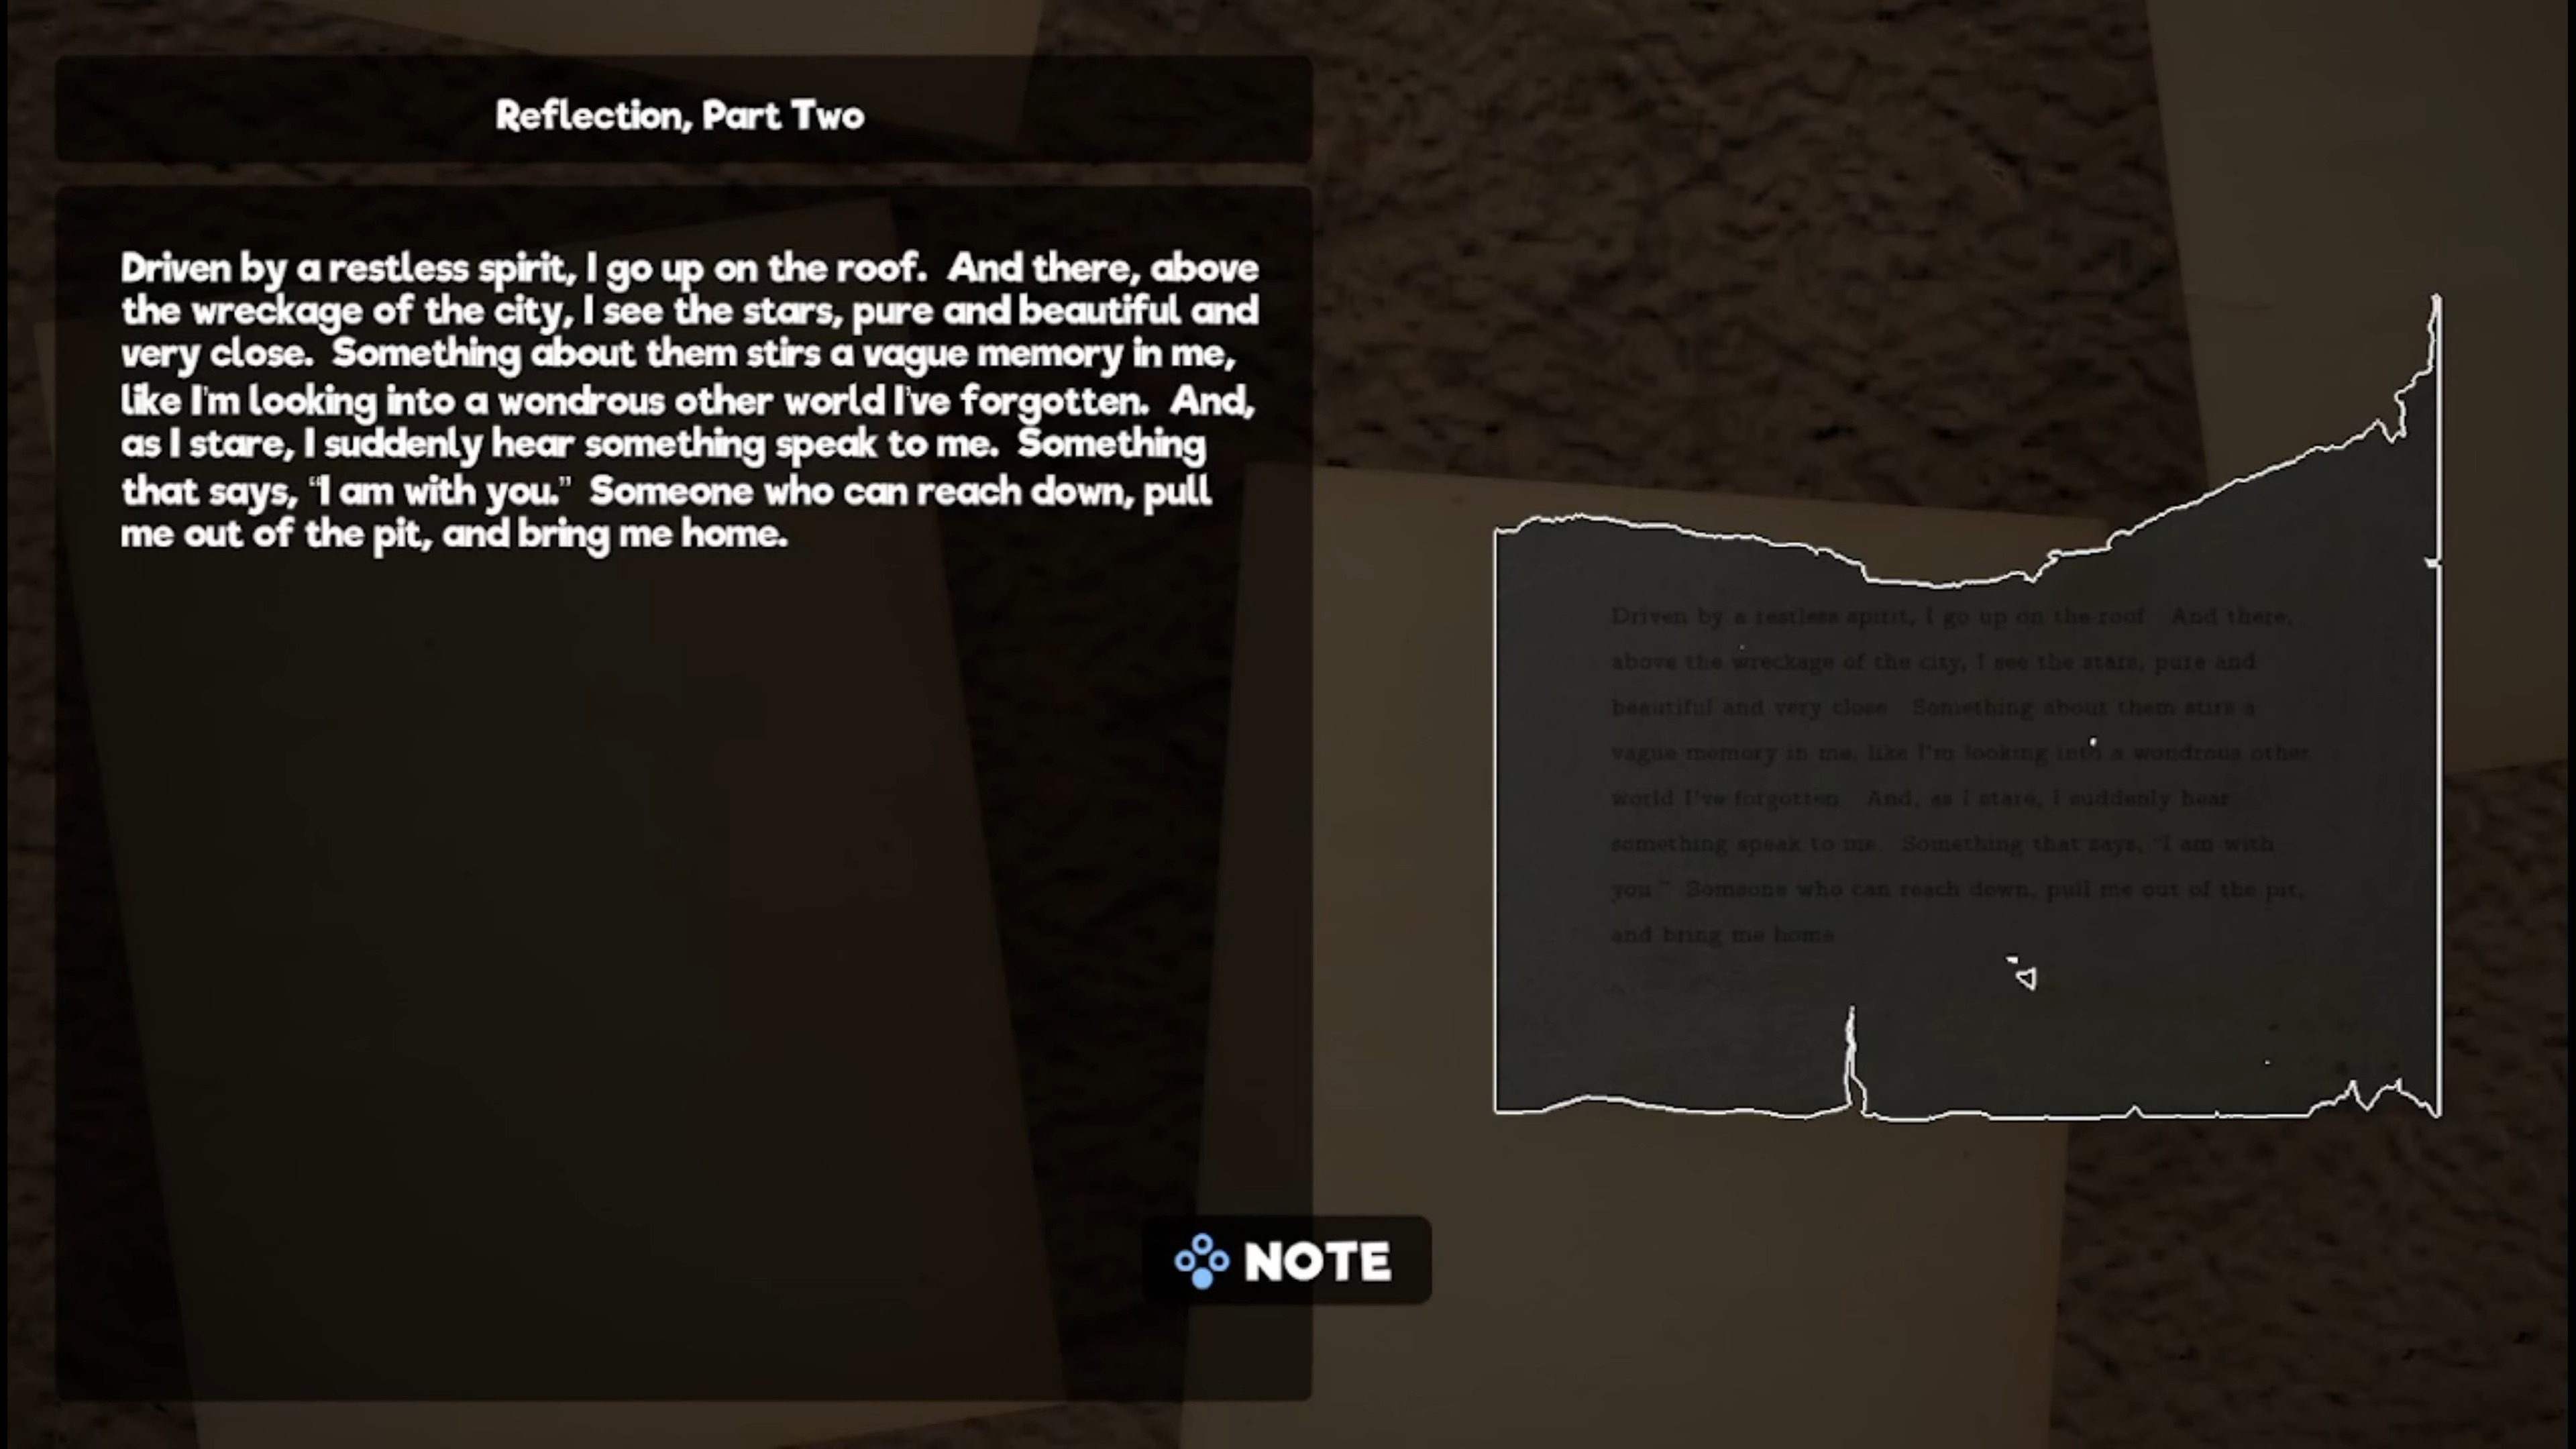 Reflection, Part Two
Driven by a restless spirit, I go up on the roof.  And there, above
the wreckage of the city, I see the stars, pure and beautiful and
very close.  Something about them stirs a vague memory in me,
like I'm looking into a wondrous other world I've forgotten.  And,
as I stare, I suddenly hear something speak to me.  Something
that says, “I am with you.”  Someone who can reach down, pull
me out of the pit, and bring me home.
Driven by a restless spirit, I go up on the roof.  And there,
above the wreckage of the city, I see the stars, pure and
beautiful and very close.  Something about them stirs a
vague memory in me, like I'm looking into a wondrous other
world I've forgotten.  And, as I stare, I suddenly hear
something speak to me.  Something that says, “I am with
you.”  Someone who can reach down, pull me out of the pit,
and bring me home
NOTE